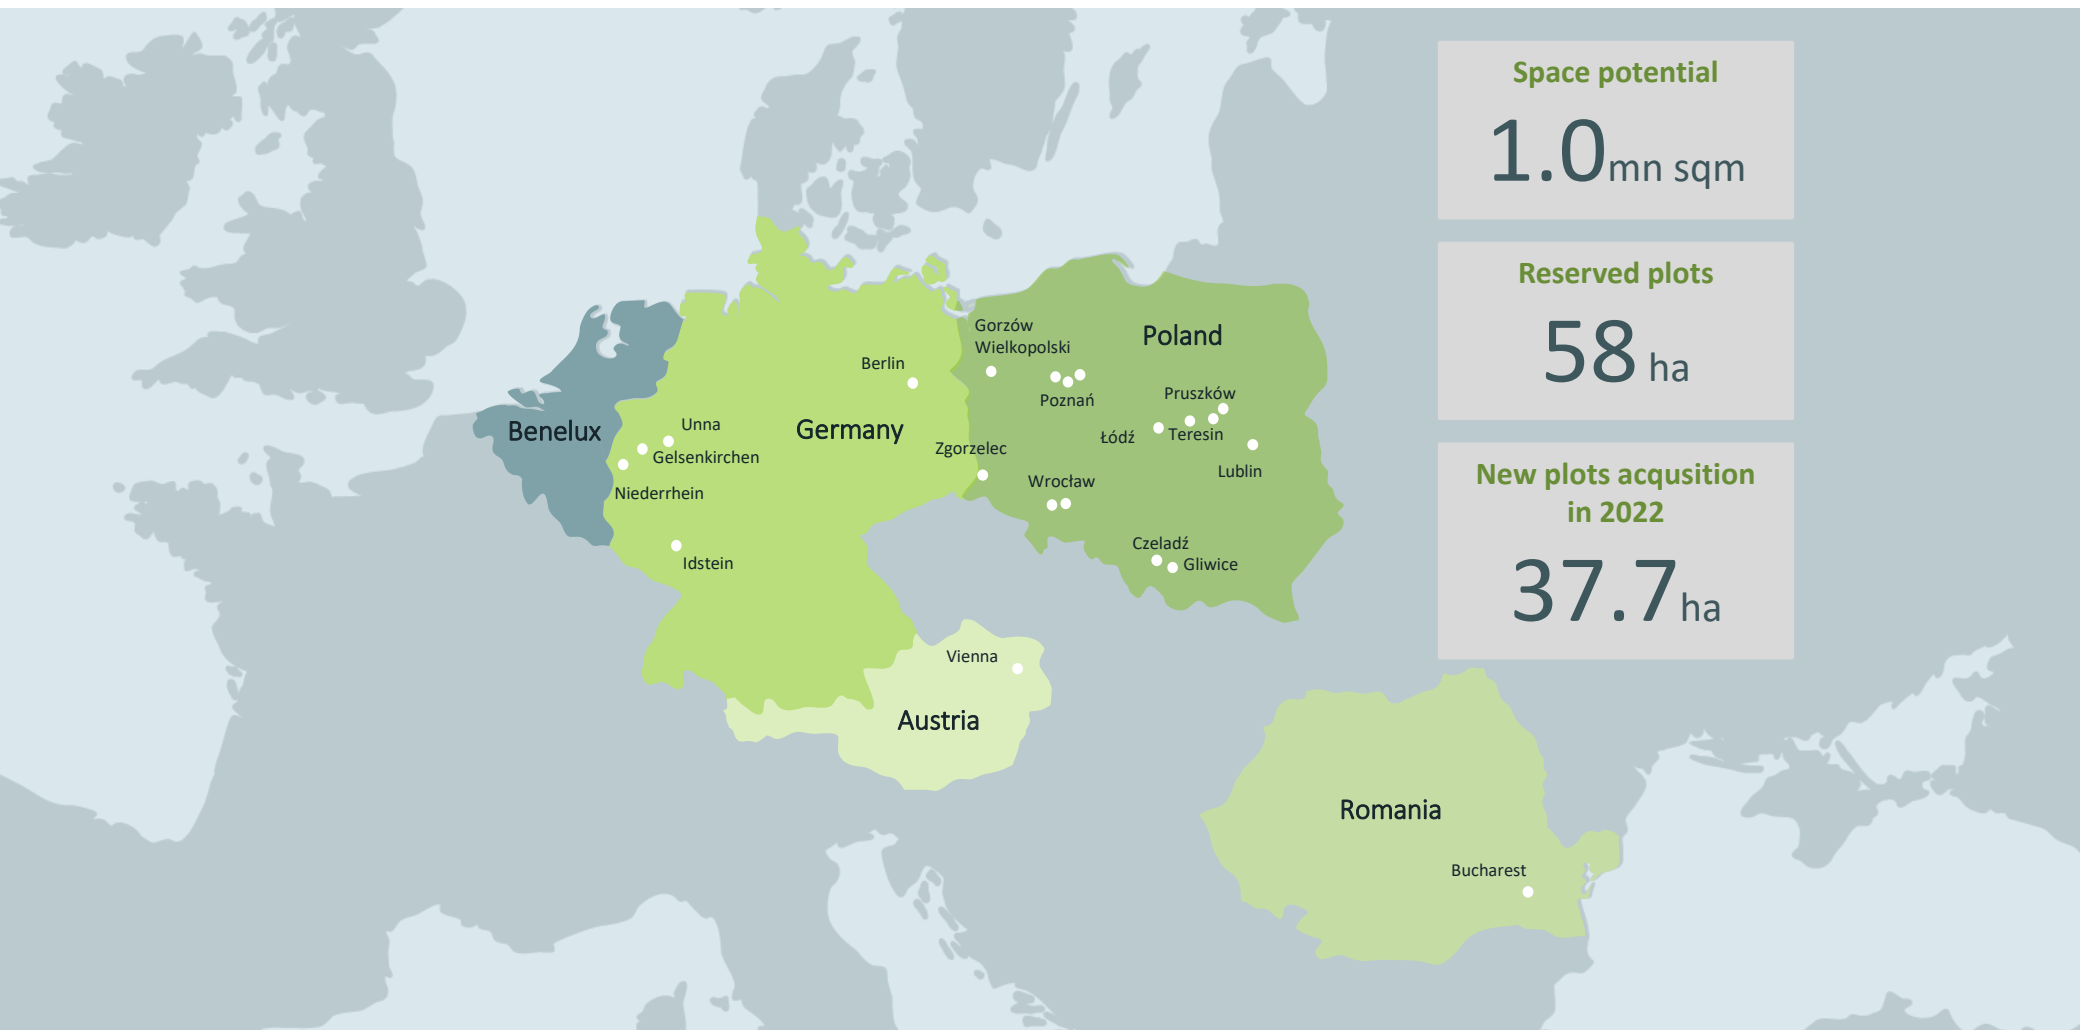 Space potential
1.0mn sqm
Reserved plots
58 ha
New plots acqusition
in 2022
37.7ha
Gorzów
Wielkopolski
Poland
Berlin
Poznań
Pruszków
Benelux
Unna
Germany
Łódź
Teresin
Gelsenkirchen
Zgorzelec
Lublin
Niederrhein
Wrocław
Czeladź
Gliwice
Idstein
Vienna
Austria
Romania
Bucharest